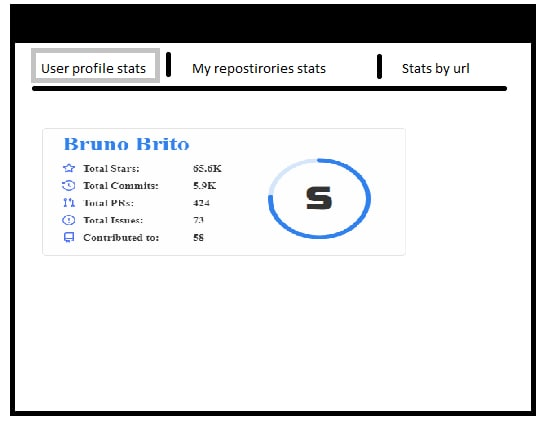 User profile stats
My repostirories stats
Stats by url
Bruno Brito
Total Stars: 65.6K
Total Commits: 5.9K
Total PRs: 424
Total Issues: 73
Contributed to: 58
S